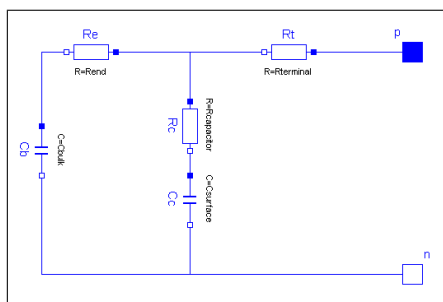 Re
R=Rend
Rt
R=Rterminal
p
Rc
R=Rcapacitor
Cb
C=Cbulk
Cc
C=Csurface
n